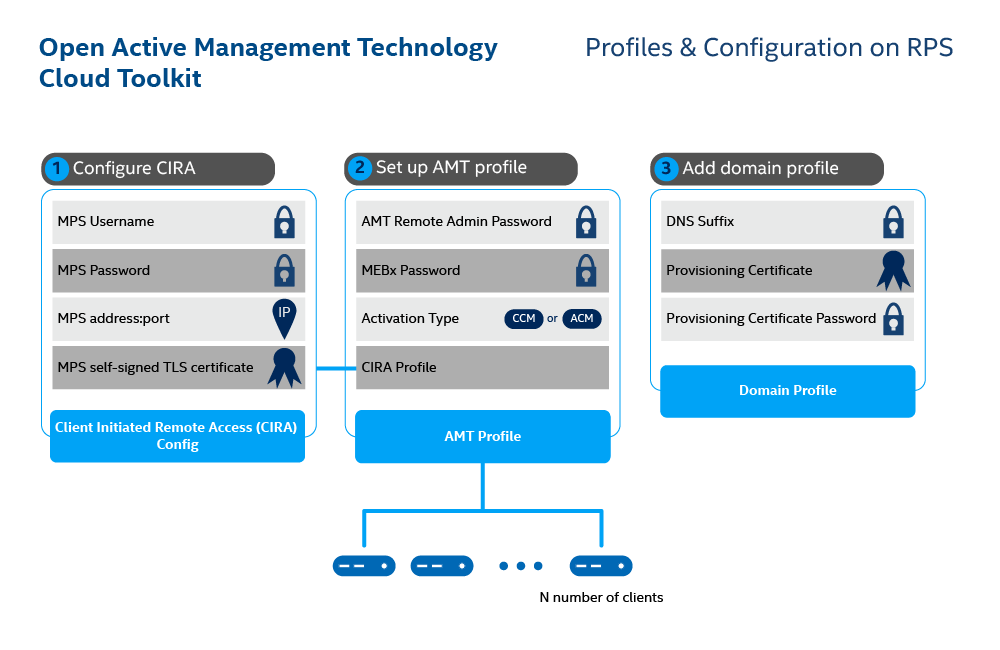 Open Active Management Technology
Cloud Toolkit
Profiles & Configuration on RPS
1 Configure CIRA
MPS Username
MPS Password
MPS address:port
IP
MPS self-signed TLS certificate
Client Initiated Remote Access (CIRA)
Config
2 Set up AMT profile
AMT Remote Admin Password
MEBx Password
Activation Type CCM or ACM
CIRA Profile
AMT Profile
3 Add domain profile
DNS Suffix
Provisioning Certificate
Provisioning Certificate Password
Domain Profile
N number of clients